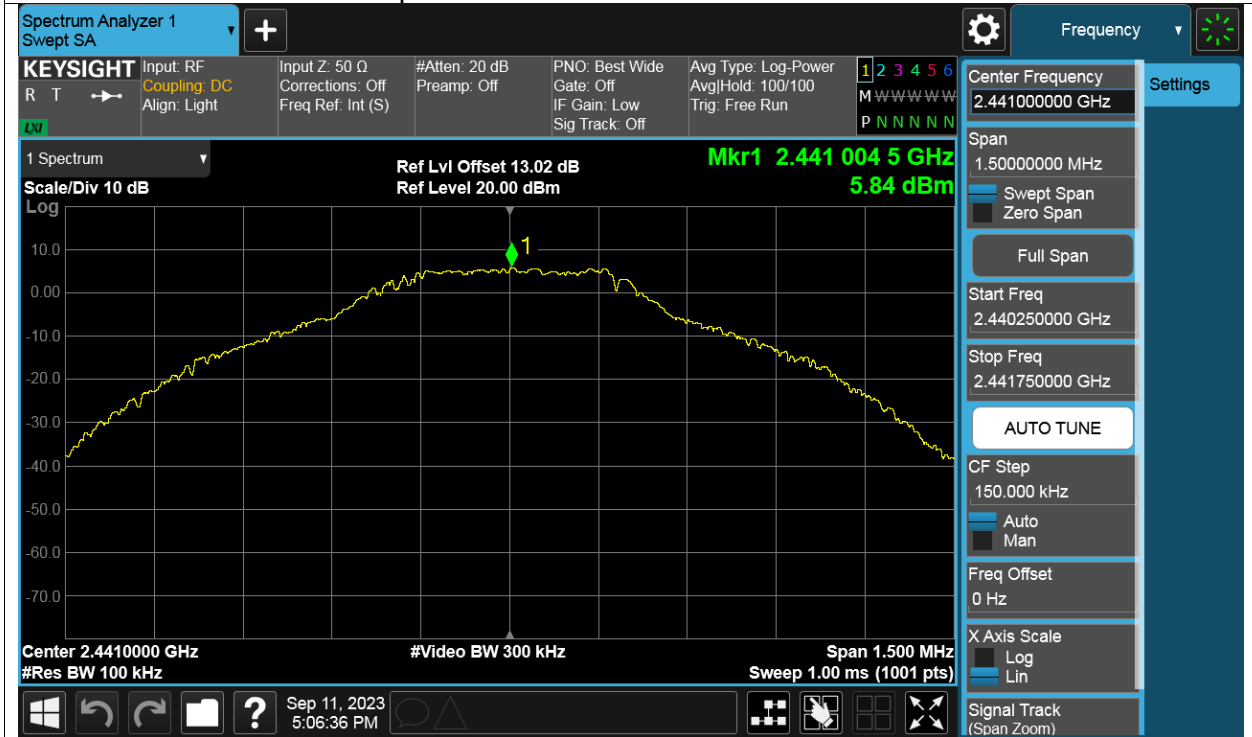 Spectrum Analyzer 1
Swept SA
+
Frequency
KEYSIGHT
R T
LXI
Input: RF
Coupling: DC
Align: Light
Input Z: 50 Ω
Corrections: Off
Freq Ref: Int (S)
#Atten: 20 dB
Preamp: Off
PNO: Best Wide
Gate: Off
IF Gain: Low
Sig Track: Off
Avg Type: Log-Power
Avg|Hold: 100/100
Trig: Free Run
1 2 3 4 5 6
M W W W W W
P N N N N N
1 Spectrum
Scale/Div 10 dB
Log
Ref Lvl Offset 13.02 dB
Ref Level 20.00 dBm
Mkr1 2.441 004 5 GHz
5.84 dBm
1
10.0
0.00
-10.0
-20.0
-30.0
-40.0
-50.0
-60.0
-70.0
Center 2.4410000 GHz
#Res BW 100 kHz
#Video BW 300 kHz
Span 1.500 MHz
Sweep 1.00 ms (1001 pts)
Sep 11, 2023
5:06:36 PM
?
Settings
Center Frequency
2.441000000 GHz
Span
1.50000000 MHz
Swept Span
Zero Span
Full Span
Start Freq
2.440250000 GHz
Stop Freq
2.441750000 GHz
AUTO TUNE
CF Step
150.000 kHz
Auto
Man
Freq Offset
0 Hz
X Axis Scale
Log
Lin
Signal Track
(Span Zoom)